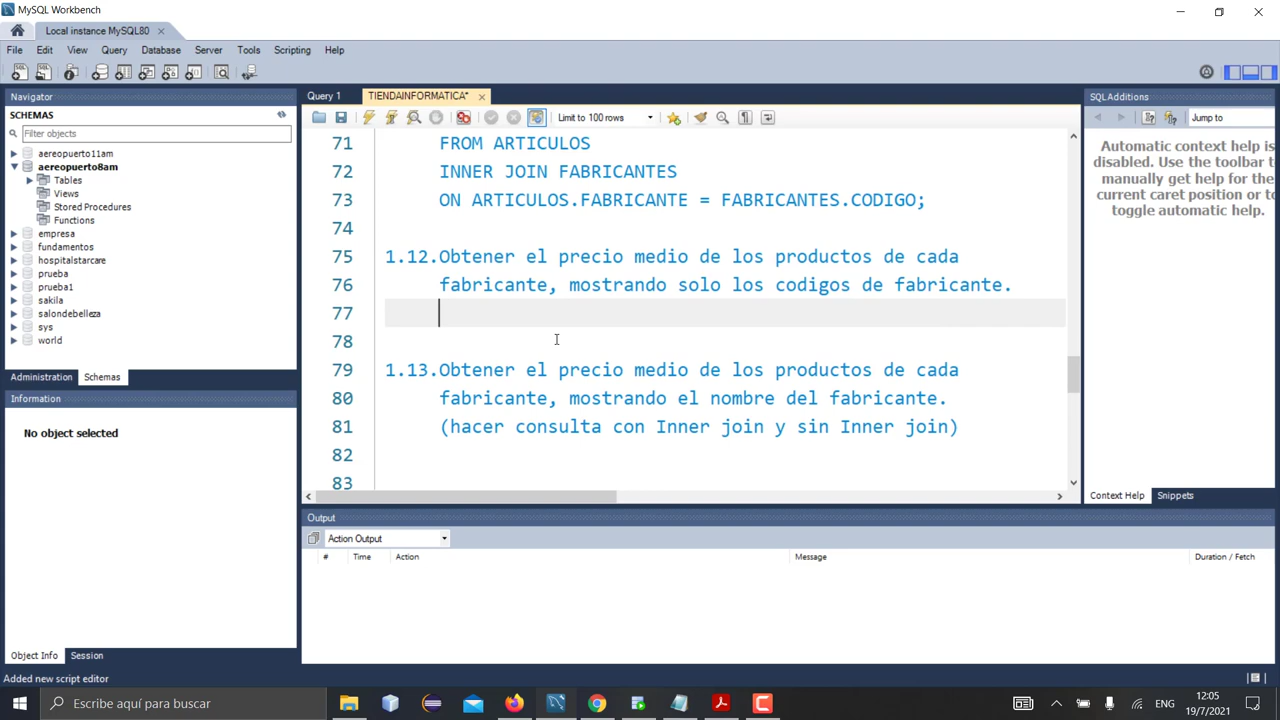 MySQL Workbench
Local instance MySQL80
File Edit View Query Database Server Tools Scripting Help
Navigator
SCHEMAS
Filter objects
aereopuerto11am
aereopuerto8am
Tables
Views
Stored Procedures
Functions
empresa
fundamentos
hospitalstarcare
prueba
prueba1
sakila
salondebelleza
sys
world
Administration Schemas
Information
No object selected
Object Info Session
Query 1 TIENDAINFORMATICA*
Limit to 100 rows
71 FROM ARTICULOS
72 INNER JOIN FABRICANTES
73 ON ARTICULOS.FABRICANTE = FABRICANTES.CODIGO;
74
75 1.12.Obtener el precio medio de los productos de cada
76 fabricante, mostrando solo los codigos de fabricante.
77
78
79 1.13.Obtener el precio medio de los productos de cada
80 fabricante, mostrando el nombre del fabricante.
81 (hacer consulta con Inner join y sin Inner join)
82
83
Output
Action Output
# Time Action Message Duration / Fetch
SQLAdditions
Jump to
Automatic context help is
disabled. Use the toolbar to
manually get help for the
current caret position or to
toggle automatic help.
Context Help Snippets
Added new script editor
Escribe aquí para buscar
ENG
12:05
19/7/2021
2